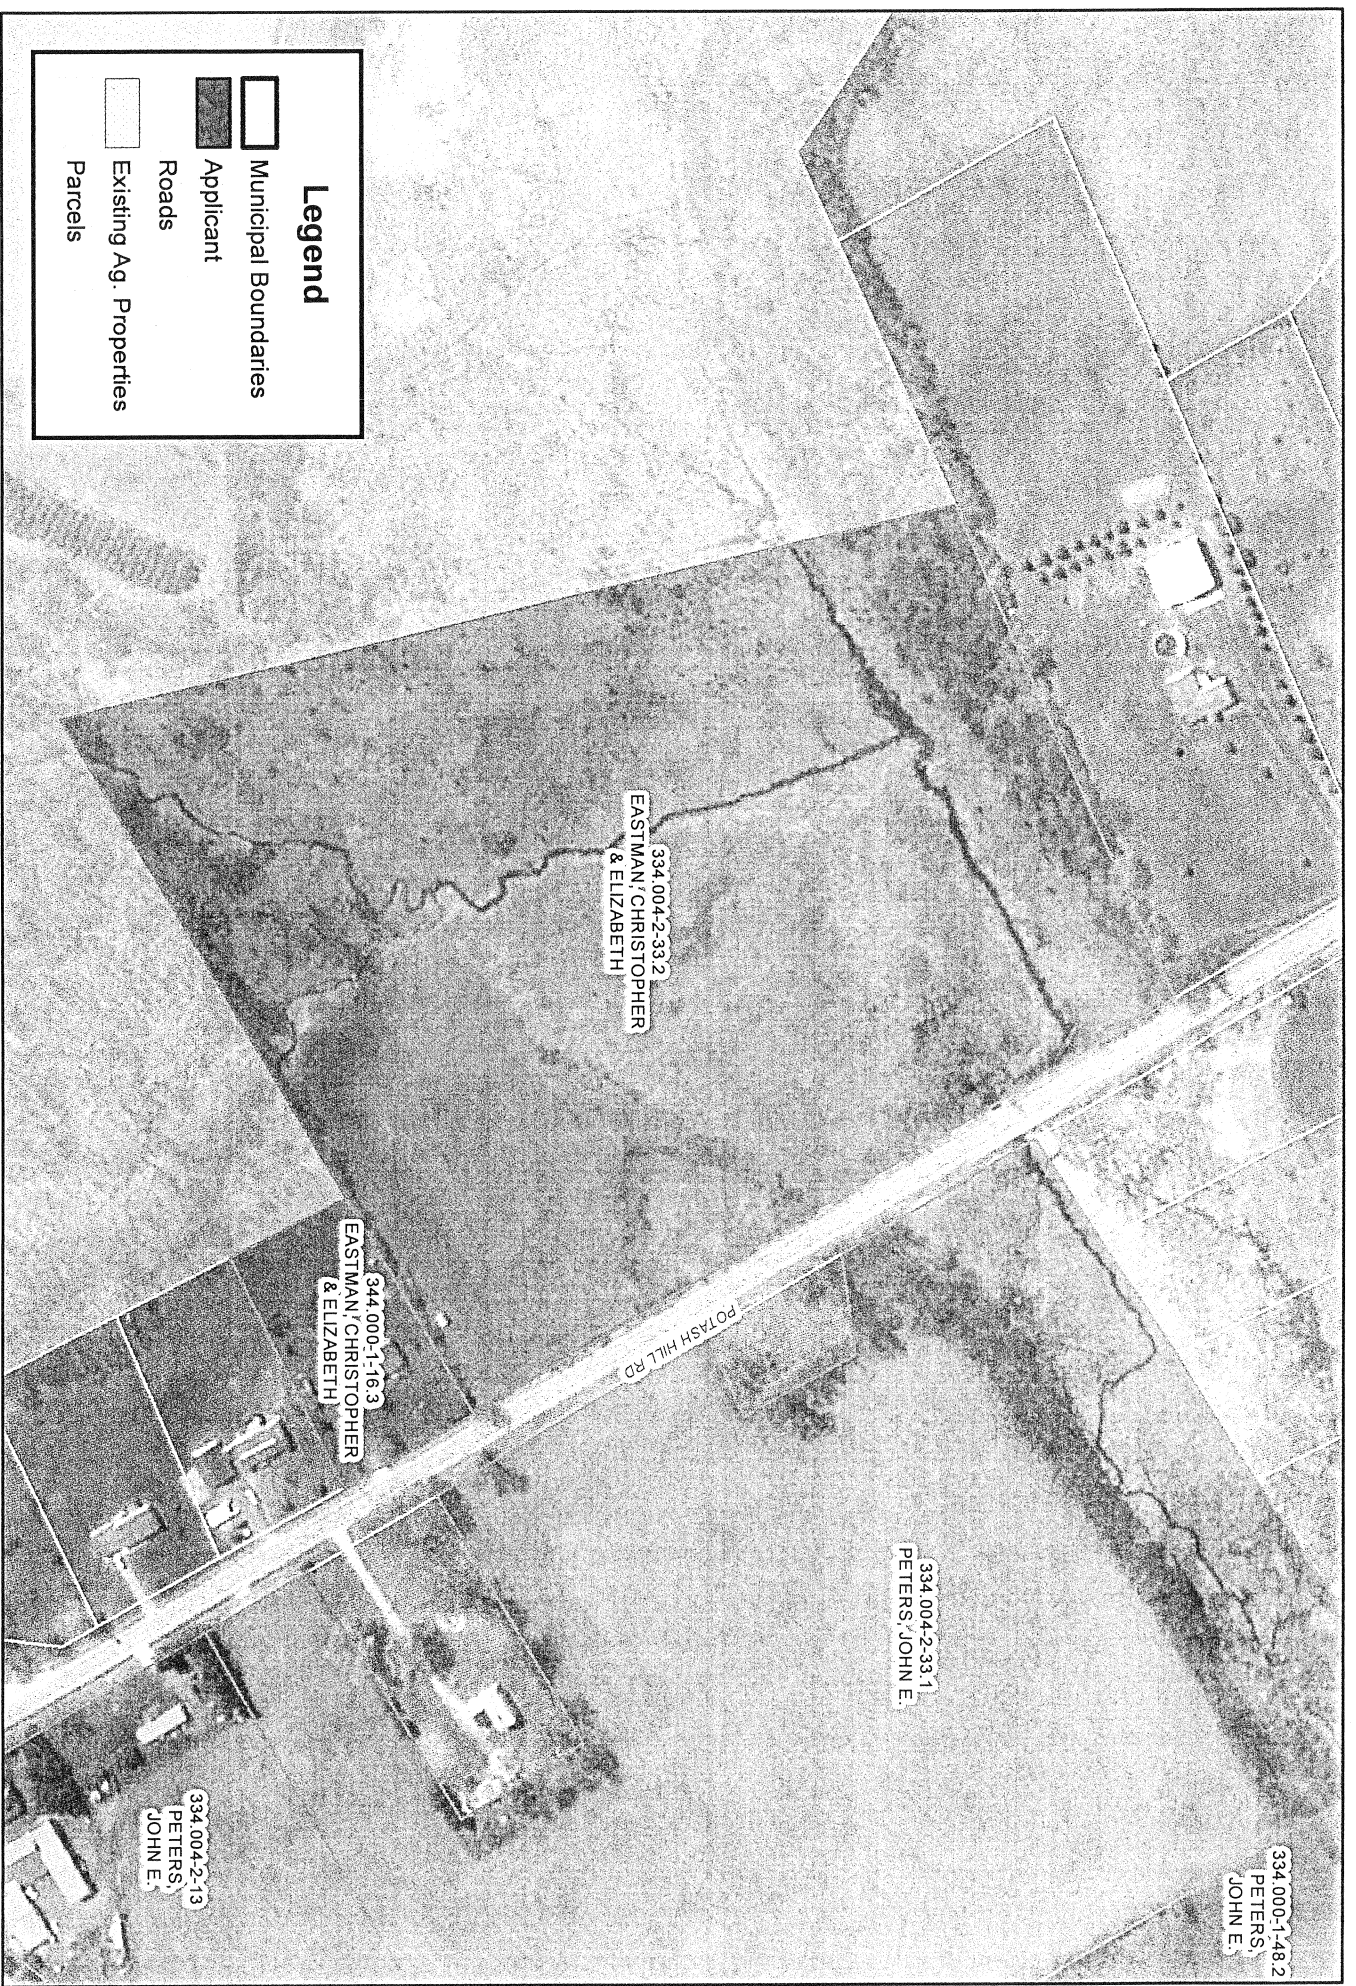 Legend
Municipal Boundaries
Applicant
Roads
Existing Ag. Properties
Parcels
334.004-2-33.2
EASTMAN, CHRISTOPHER
& ELIZABETH
344.000-1-16.3
EASTMAN, CHRISTOPHER
& ELIZABETH
POTASH HILL RD
334.004-2-33.1
PETERS, JOHN E.
334.004-2-13
PETERS,
JOHN E.
334.000-1-48.2
PETERS,
JOHN E.